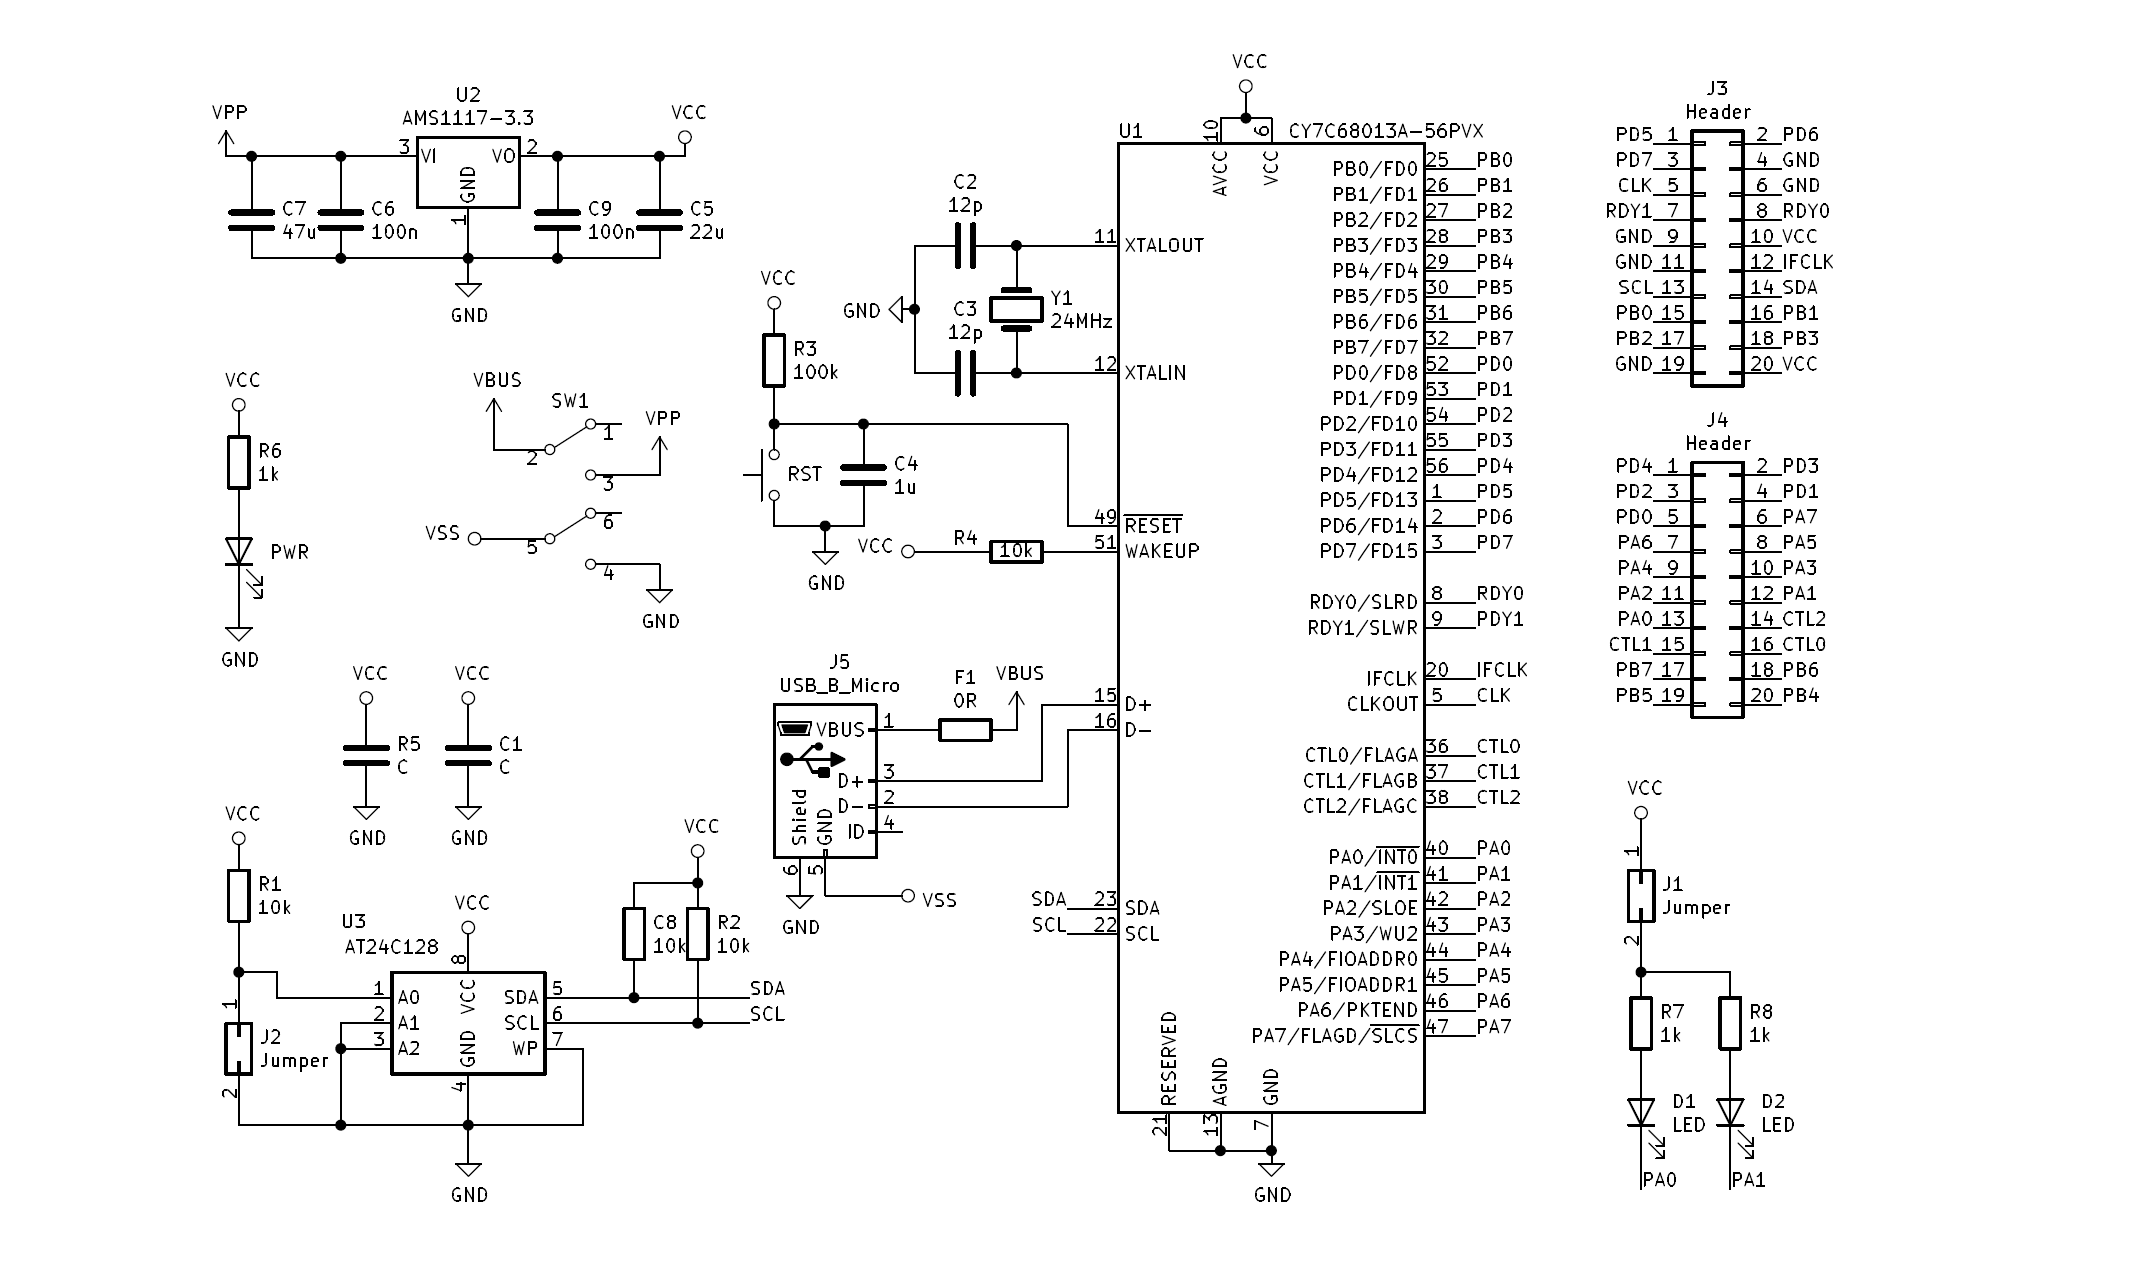 U2
AMS1117-3.3
VPP
VCC
3
VI
VO
2
GND
1
C7
47u
C6
100n
C9
100n
C5
22u
GND
VCC
R6
1k
PWR
GND
VBUS
SW1
1
2
VPP
3
6
VSS
5
4
GND
VCC
R3
100k
RST
C4
1u
GND
C2
12p
GND
C3
12p
Y1
24MHz
VCC
R4
10k
VCC
R5
C
GND
VCC
C1
C
GND
J5
USB_B_Micro
VBUS
1
F1
0R
VBUS
D+
3
D-
2
ID
4
Shield
GND
6
5
GND
VSS
VCC
R1
10k
1
J2
Jumper
2
U3
AT24C128
VCC
8
1
A0
VCC
SDA
5
2
A1
SCL
6
3
A2
GND
WP
7
4
GND
VCC
C8
10k
R2
10k
SDA
SCL
VCC
U1
10
6
CY7C68013A-56PVX
AVCC
VCC
11
XTALOUT
12
XTALIN
49
RESET
51
WAKEUP
15
D+
16
D-
SDA
23
SDA
SCL
22
SCL
PB0/FD0
25
PB0
PB1/FD1
26
PB1
PB2/FD2
27
PB2
PB3/FD3
28
PB3
PB4/FD4
29
PB4
PB5/FD5
30
PB5
PB6/FD6
31
PB6
PB7/FD7
32
PB7
PD0/FD8
52
PD0
PD1/FD9
53
PD1
PD2/FD10
54
PD2
PD3/FD11
55
PD3
PD4/FD12
56
PD4
PD5/FD13
1
PD5
PD6/FD14
2
PD6
PD7/FD15
3
PD7
RDY0/SLRD
8
RDY0
RDY1/SLWR
9
PDY1
IFCLK
20
IFCLK
CLKOUT
5
CLK
CTL0/FLAGA
36
CTL0
CTL1/FLAGB
37
CTL1
CTL2/FLAGC
38
CTL2
PA0/INT0
40
PA0
PA1/INT1
41
PA1
PA2/SLOE
42
PA2
PA3/WU2
43
PA3
PA4/FIOADDR0
44
PA4
PA5/FIOADDR1
45
PA5
PA6/PKTEND
46
PA6
PA7/FLAGD/SLCS
47
PA7
RESERVED
AGND
GND
21
13
7
GND
J3
Header
PD5 1 2 PD6
PD7 3 4 GND
CLK 5 6 GND
RDY1 7 8 RDY0
GND 9 10 VCC
GND 11 12 IFCLK
SCL 13 14 SDA
PB0 15 16 PB1
PB2 17 18 PB3
GND 19 20 VCC
J4
Header
PD4 1 2 PD3
PD2 3 4 PD1
PD0 5 6 PA7
PA6 7 8 PA5
PA4 9 10 PA3
PA2 11 12 PA1
PA0 13 14 CTL2
CTL1 15 16 CTL0
PB7 17 18 PB6
PB5 19 20 PB4
VCC
1
J1
Jumper
2
R7
1k
R8
1k
D1
LED
D2
LED
PA0
PA1